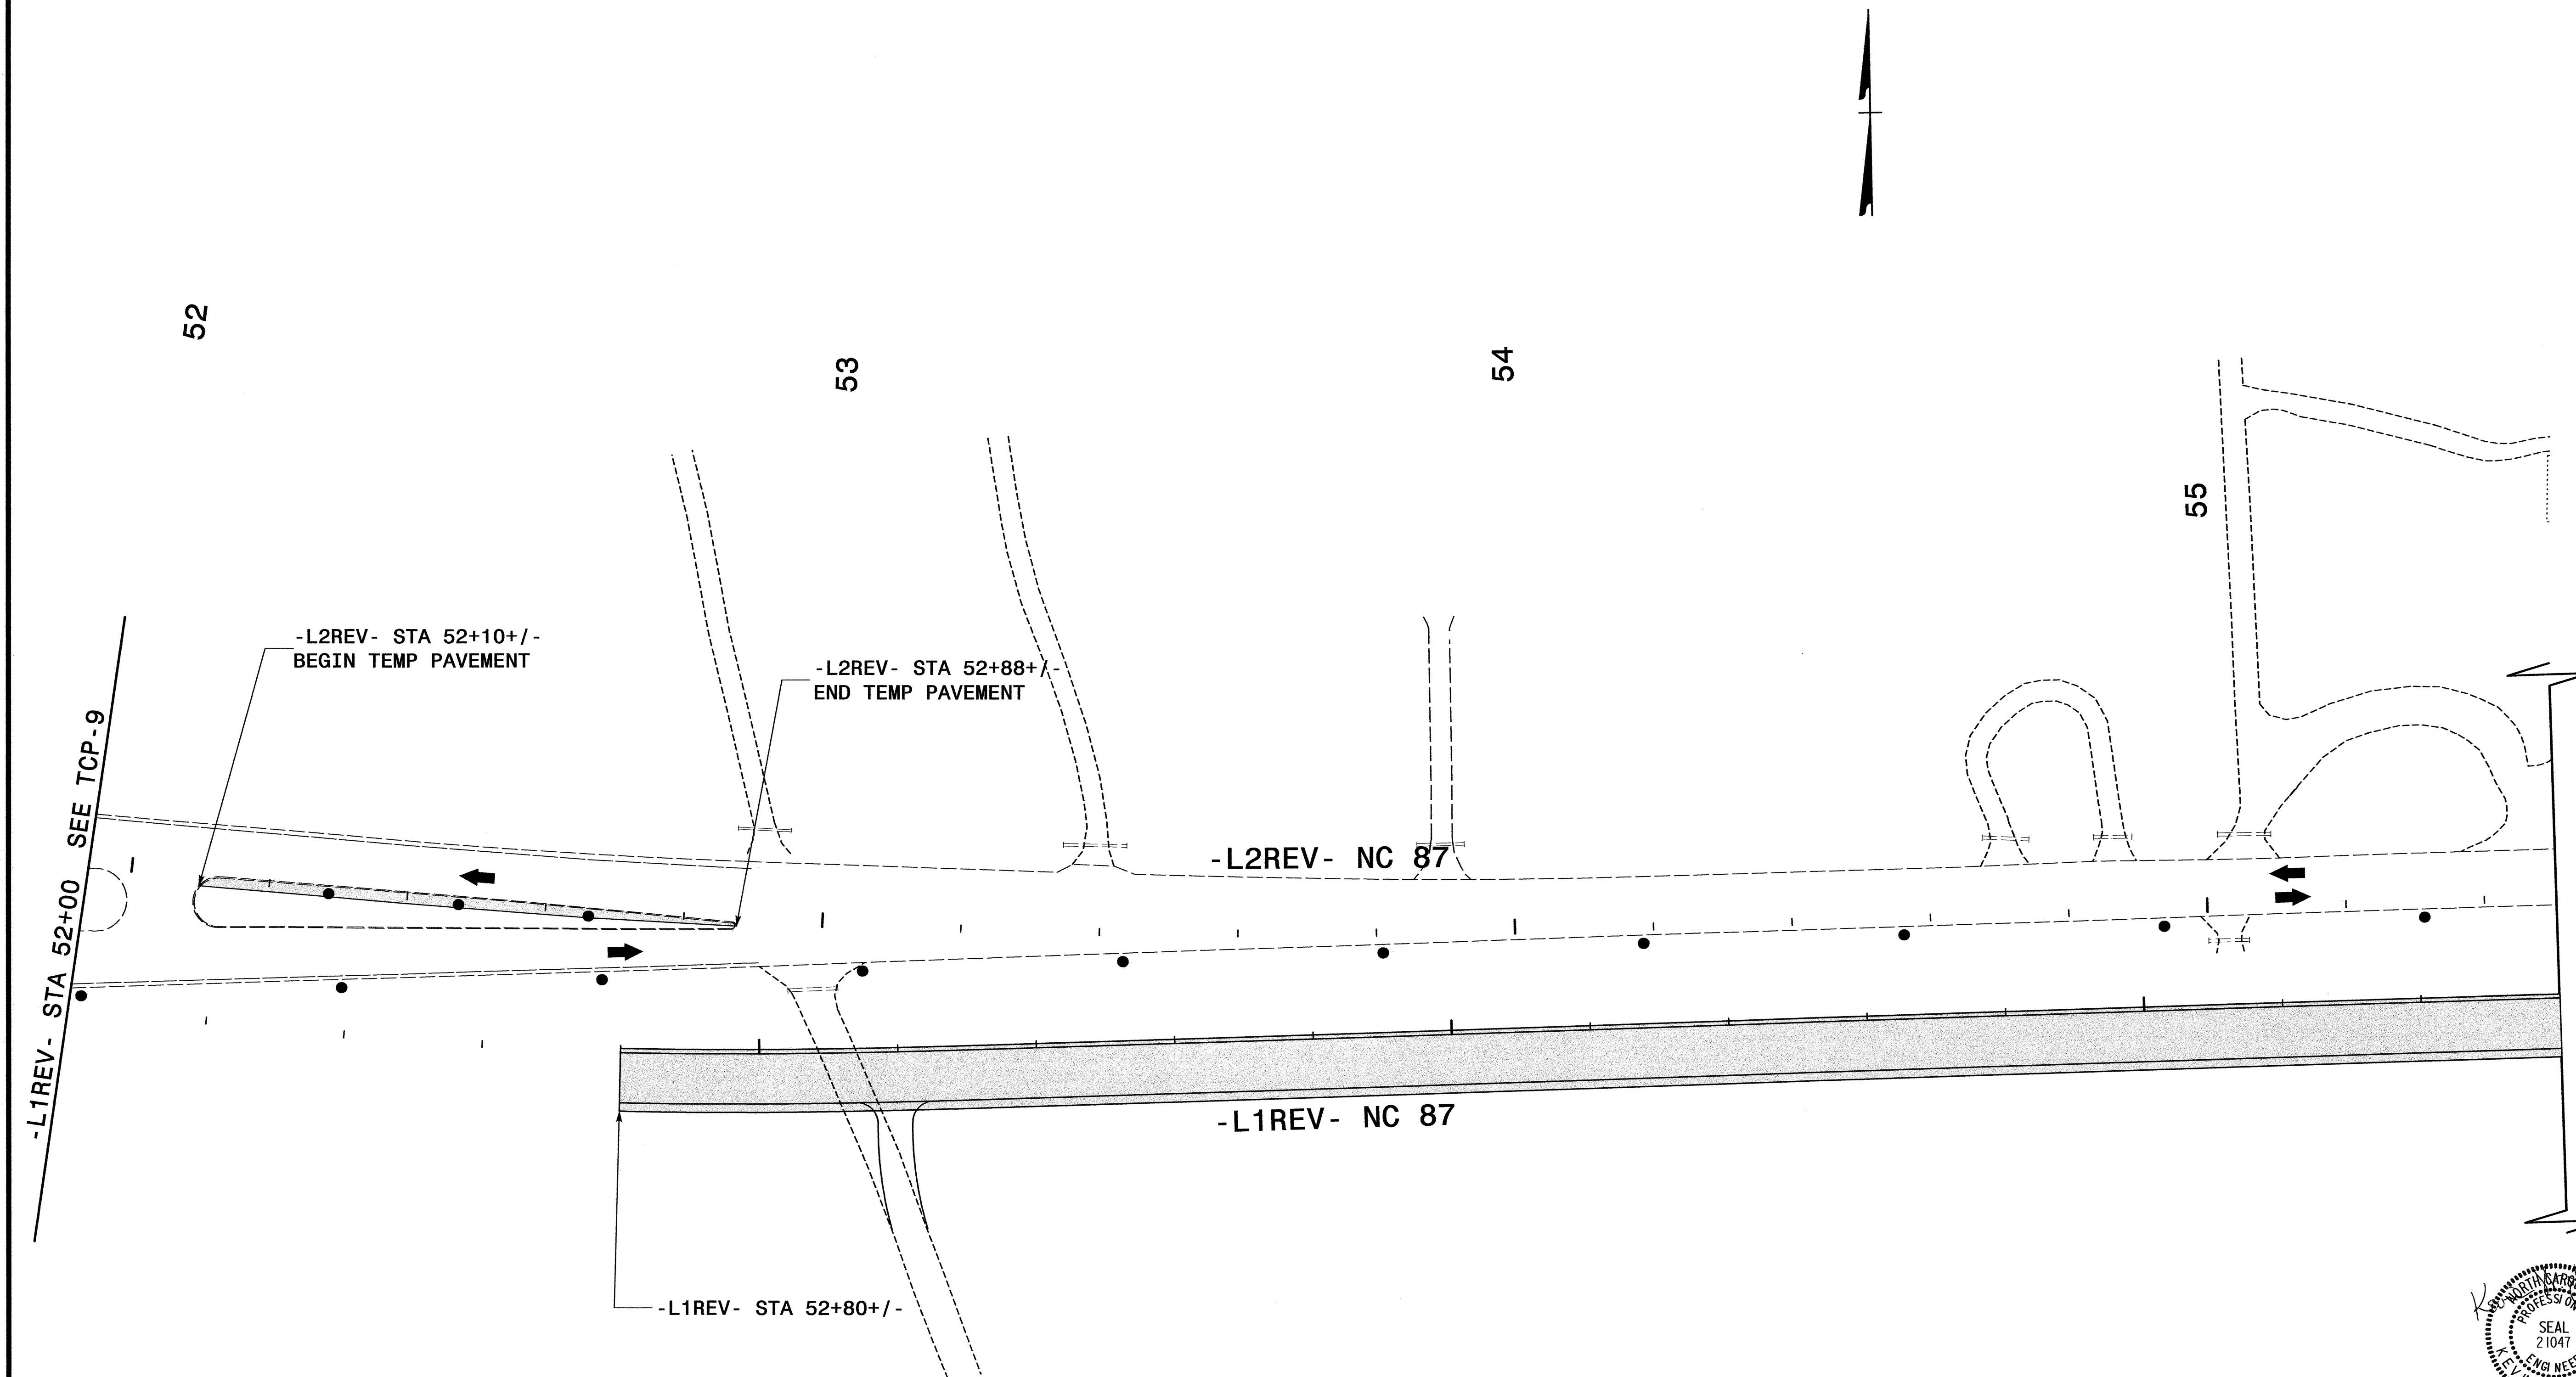 52
53
54
55
-L2REV- STA 52+10+/-
BEGIN TEMP PAVEMENT
-L2REV- STA 52+88+/-
END TEMP PAVEMENT
-L1REV- STA 52+00 SEE TCP-9
-L2REV- NC 87
-L1REV- NC 87
-L1REV- STA 52+80+/-
SEAL
21047